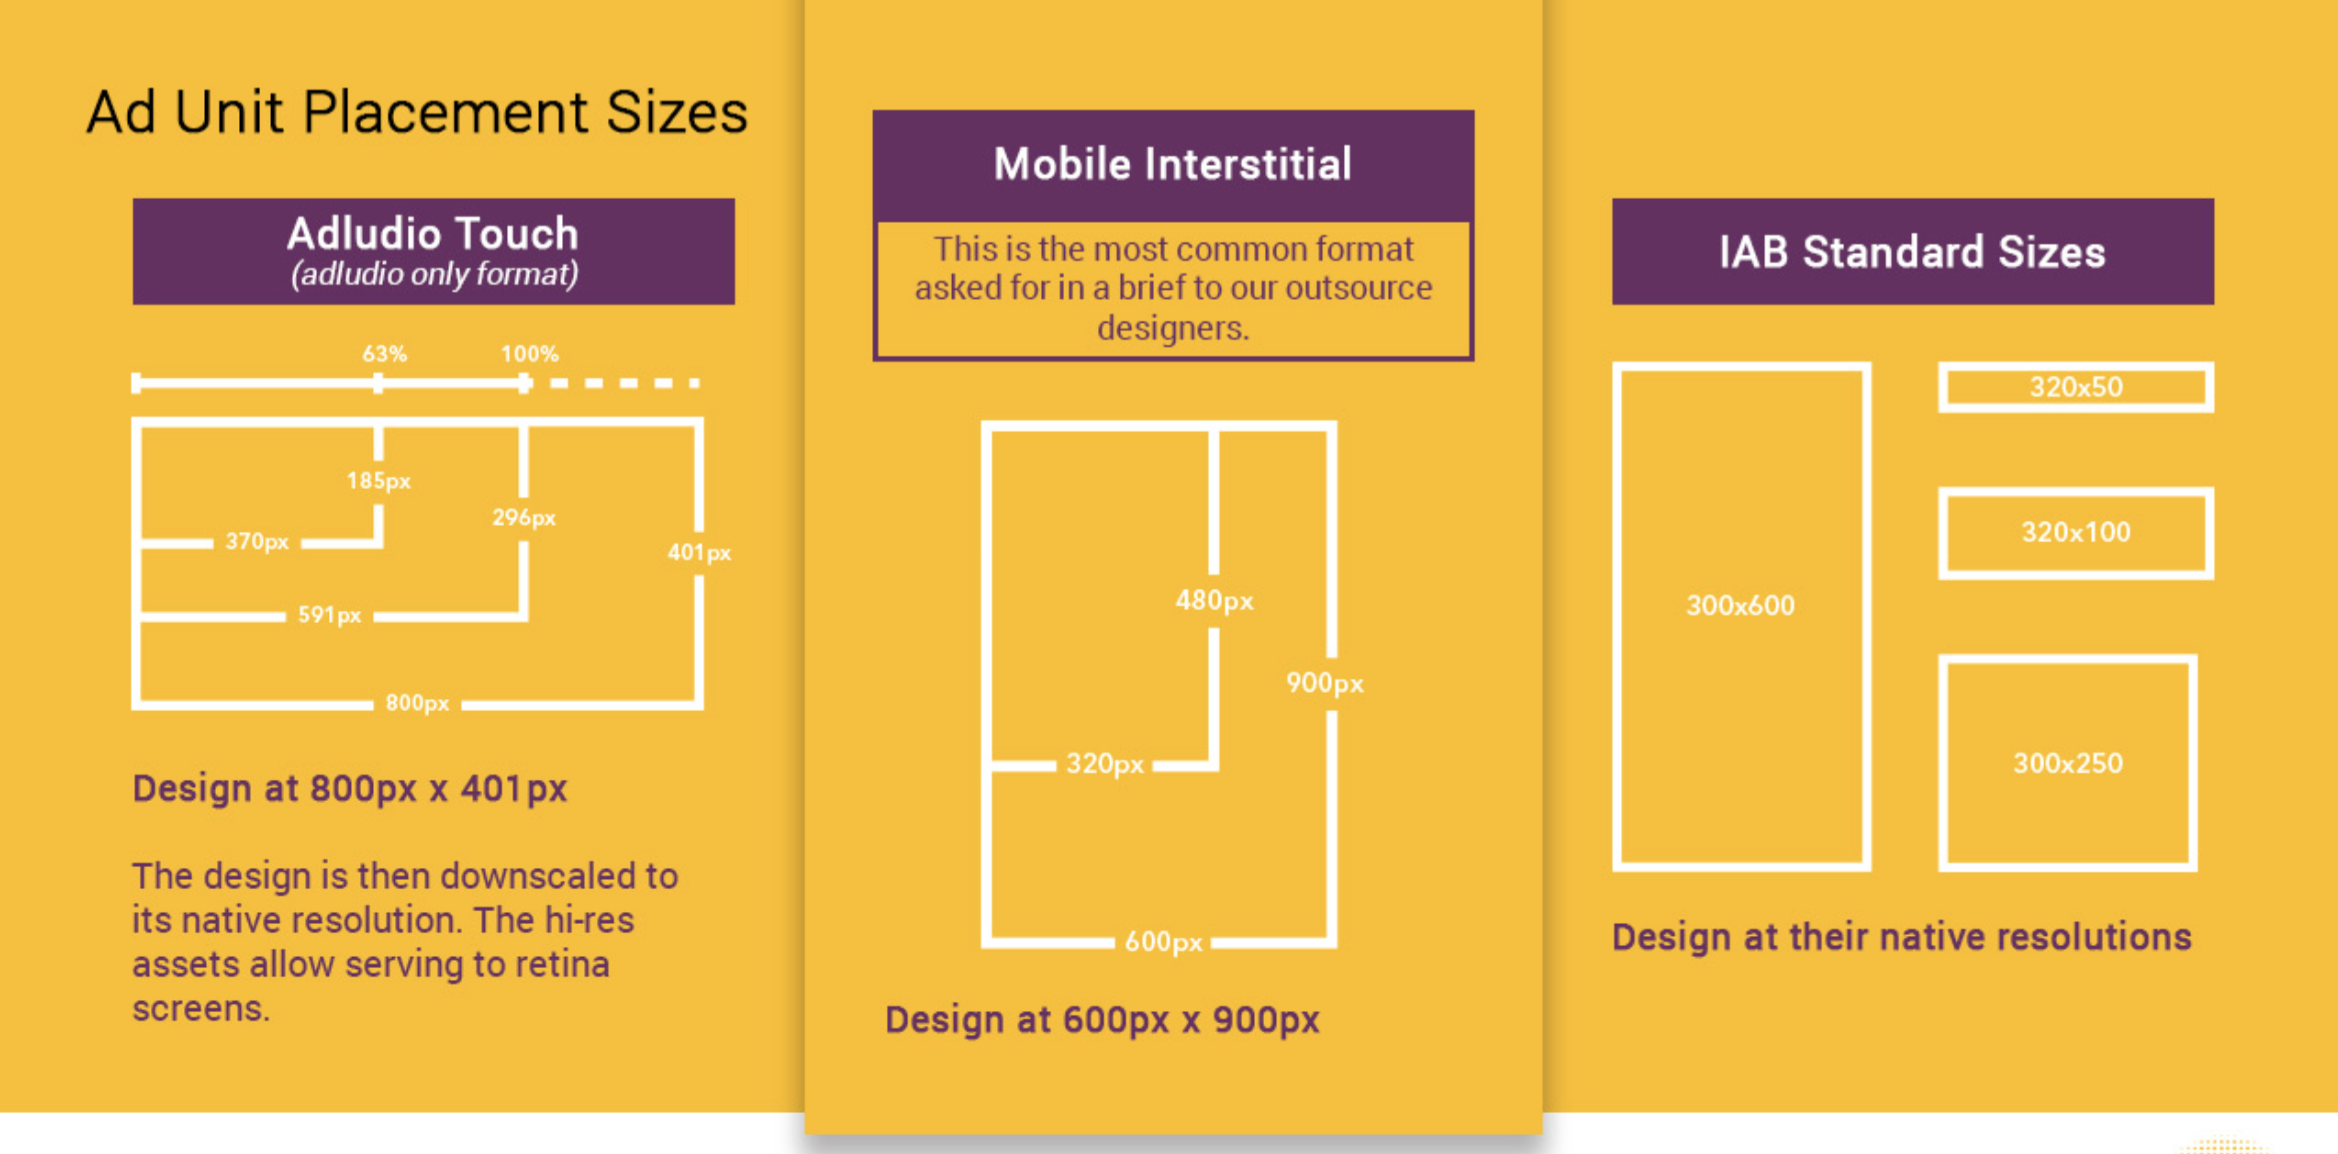 Ad Unit Placement Sizes
Adludio Touch
(adludio only format)
63%
100%
185px
296px
370px
401px
591px
800px
Design at 800px x 401px
The design is then downscaled to
its native resolution. The hi-res
assets allow serving to retina
screens.
Mobile Interstitial
This is the most common format
asked for in a brief to our outsource
designers.
480px
900px
320px
600px
Design at 600px x 900px
IAB Standard Sizes
320x50
320x100
300x600
300x250
Design at their native resolutions